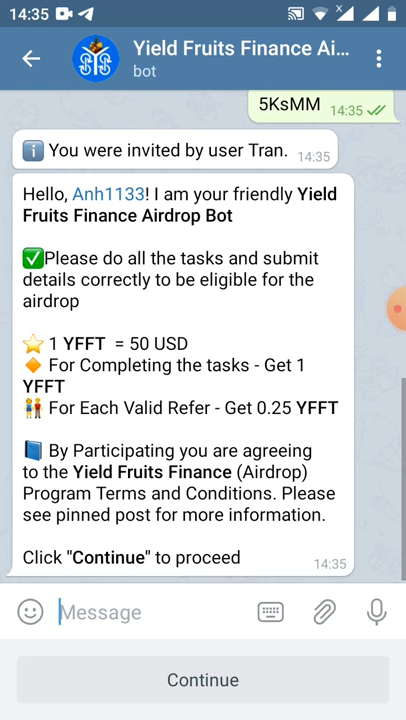 14:35
Yield Fruits Finance Ai...
bot
5KsMM 14:35
You were invited by user Tran. 14:35
Hello, Anh1133! I am your friendly Yield
Fruits Finance Airdrop Bot
✅Please do all the tasks and submit
details correctly to be eligible for the
airdrop
⭐ 1 YFFT = 50 USD
🔸 For Completing the tasks - Get 1
YFFT
👫 For Each Valid Refer - Get 0.25 YFFT
📘 By Participating you are agreeing
to the Yield Fruits Finance (Airdrop)
Program Terms and Conditions. Please
see pinned post for more information.
Click "Continue" to proceed 14:35
Message
Continue